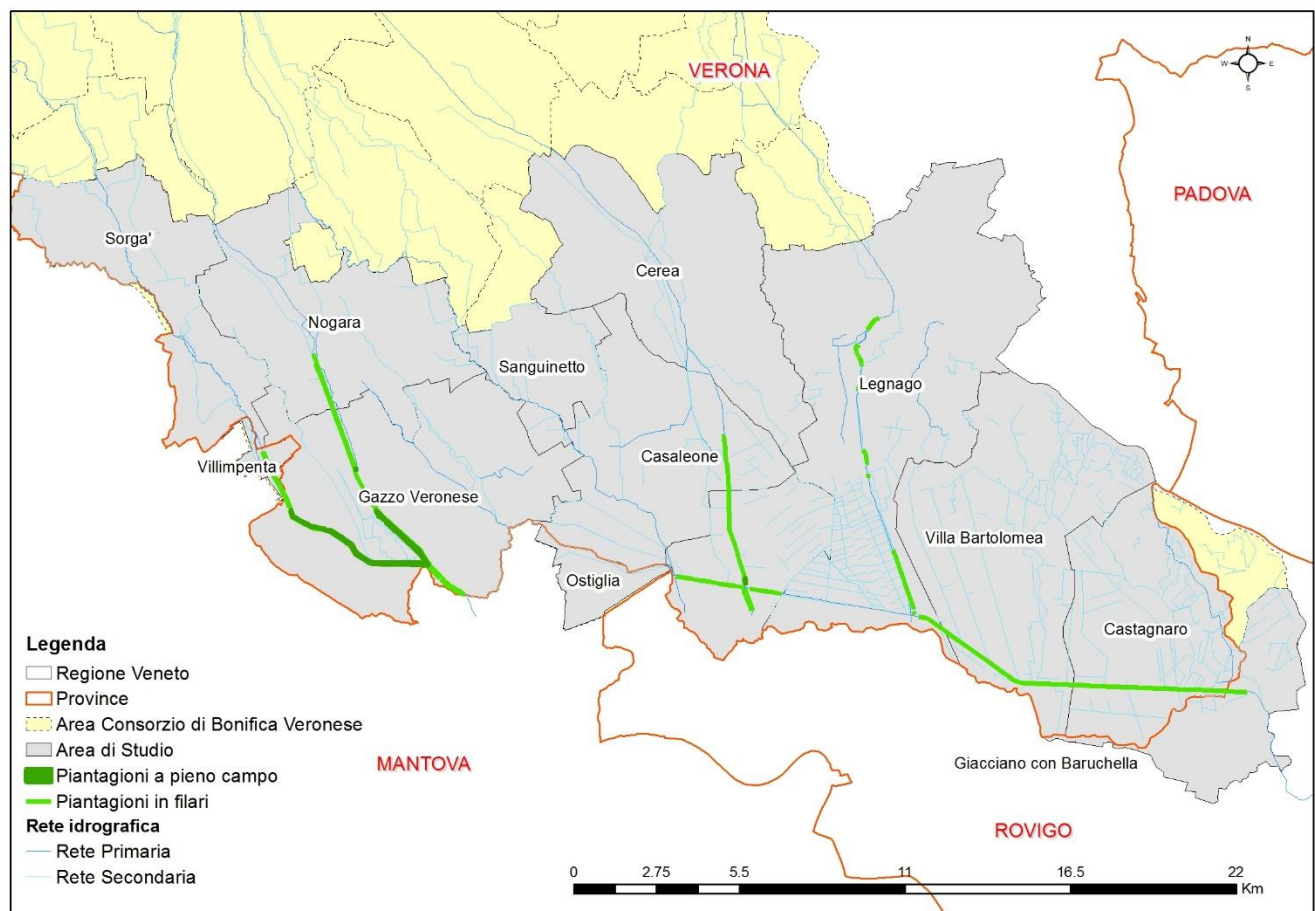 VERONA
N
W E
S
PADOVA
Sorga'
Cerea
Nogara
Sanguinetto
Legnago
Casaleone
Villimpenta
Gazzo Veronese
Villa Bartolomea
Ostiglia
Castagnaro
Legenda
Regione Veneto
Province
Area Consorzio di Bonifica Veronese
Area di Studio
Piantagioni a pieno campo
Piantagioni in filari
Rete idrografica
Rete Primaria
Rete Secondaria
MANTOVA
Giacciano con Baruchella
ROVIGO
0 2.75 5.5 11 16.5 22
Km